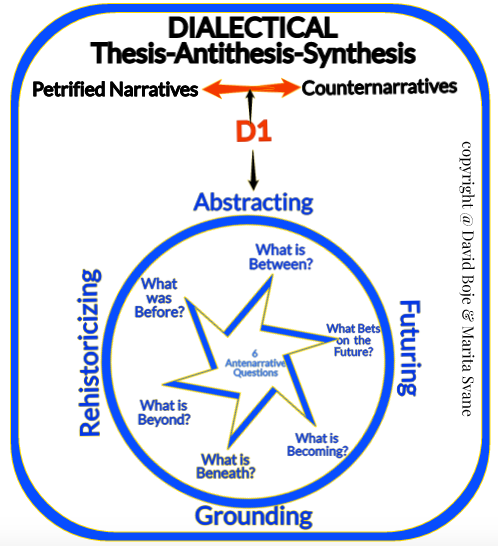 DIALECTICAL
Thesis-Antithesis-Synthesis
Petrified Narratives
Counternarratives
D1
Abstracting
What is
Between?
What
was
Before?
What Bets
on the
Future?
6
Antenarrative
Questions
What is
Beyond?
What is
Becoming?
What is
Beneath?
Grounding
Rehistoricizing
Futuring
copyright @ David Boje & Marita Svane